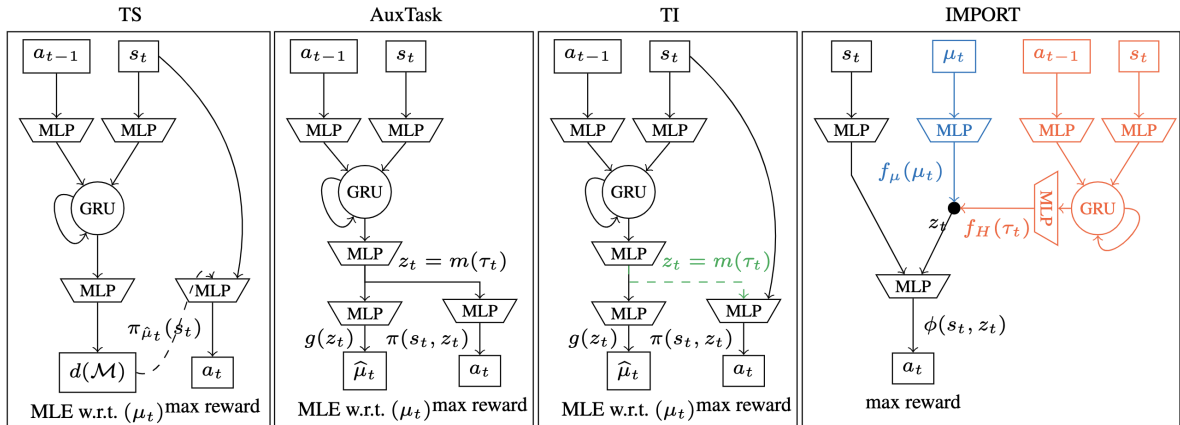 TS
a_{t−1}
s_t
MLP
MLP
GRU
MLP
MLP
π_{μ̂_t}(s_t)
d(ℳ)
a_t
MLE w.r.t. (μ_t)
max reward
AuxTask
a_{t−1}
s_t
MLP
MLP
GRU
MLP
z_t = m(τ_t)
MLP
MLP
g(z_t)
π(s_t, z_t)
μ̂_t
a_t
MLE w.r.t. (μ_t)
max reward
TI
a_{t−1}
s_t
MLP
MLP
GRU
MLP
z_t = m(τ_t)
MLP
MLP
g(z_t)
π(s_t, z_t)
μ̂_t
a_t
MLE w.r.t. (μ_t)
max reward
IMPORT
s_t
μ_t
a_{t−1}
s_t
MLP
MLP
MLP
MLP
f_μ(μ_t)
MLP
GRU
z_t
f_H(τ_t)
MLP
ϕ(s_t, z_t)
a_t
max reward